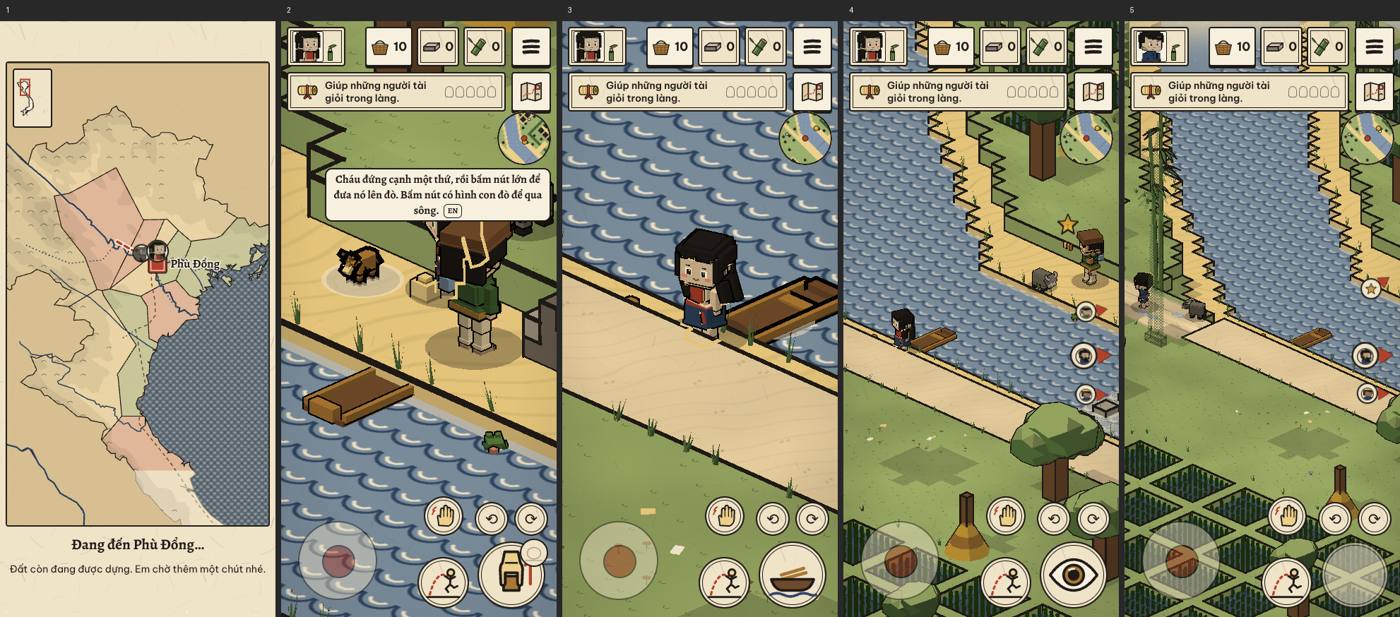 1
Phù Đổng
Đang đến Phù Đổng...
Đất còn đang được dựng. Em chờ thêm một chút nhé.
2
10
0
0
Giúp những người tài
giỏi trong làng.
Cháu đứng cạnh một thứ, rồi bấm nút lớn để
đưa nó lên đò. Bấm nút có hình con đò để qua
sông. EN
3
10
0
0
Giúp những người tài
giỏi trong làng.
4
10
0
0
Giúp những người tài
giỏi trong làng.
5
10
0
0
Giúp những người tài
giỏi trong làng.